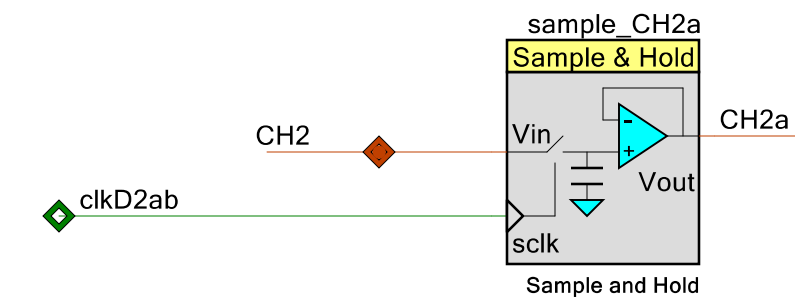 sample_CH2a
Sample & Hold
CH2
Vin
-
+
CH2a
Vout
clkD2ab
sclk
Sample and Hold